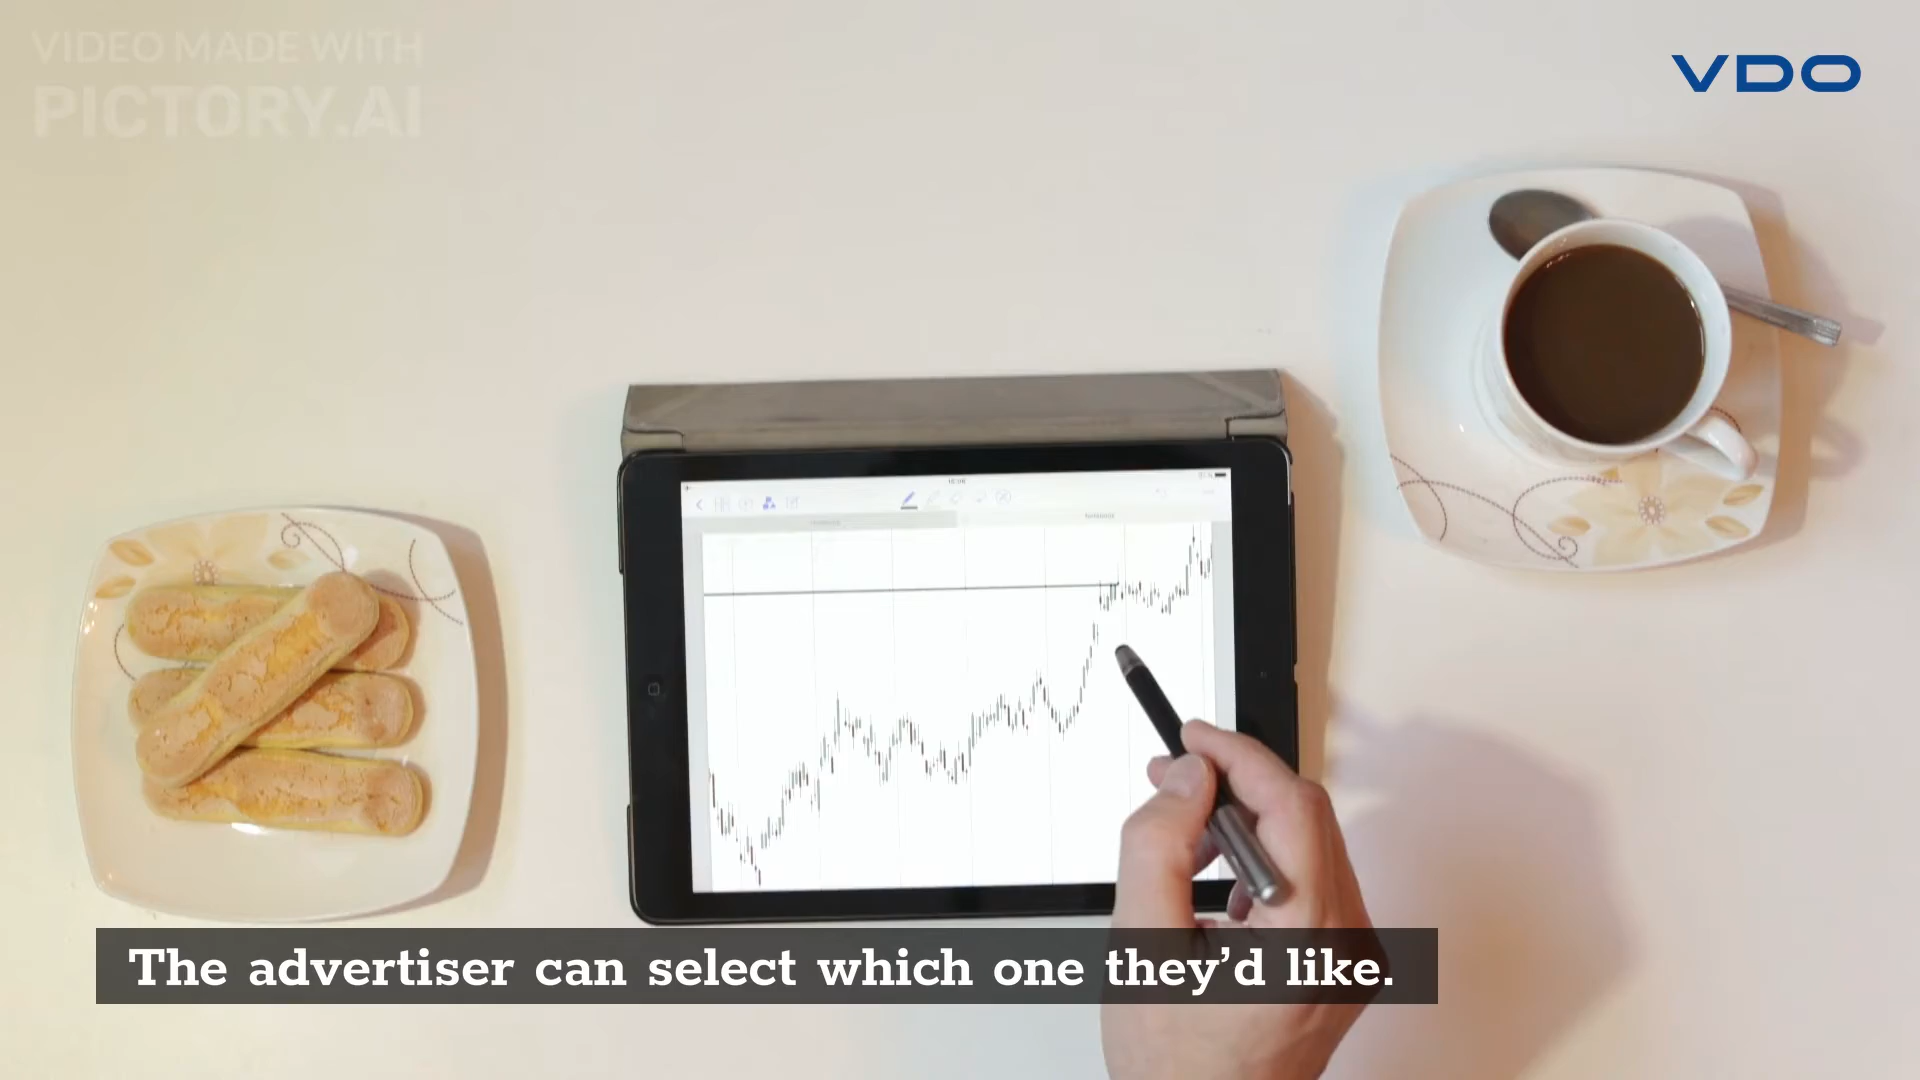 VIDEO MADE WITH
PICTORY.AI
VDO
The advertiser can select which one they’d like.